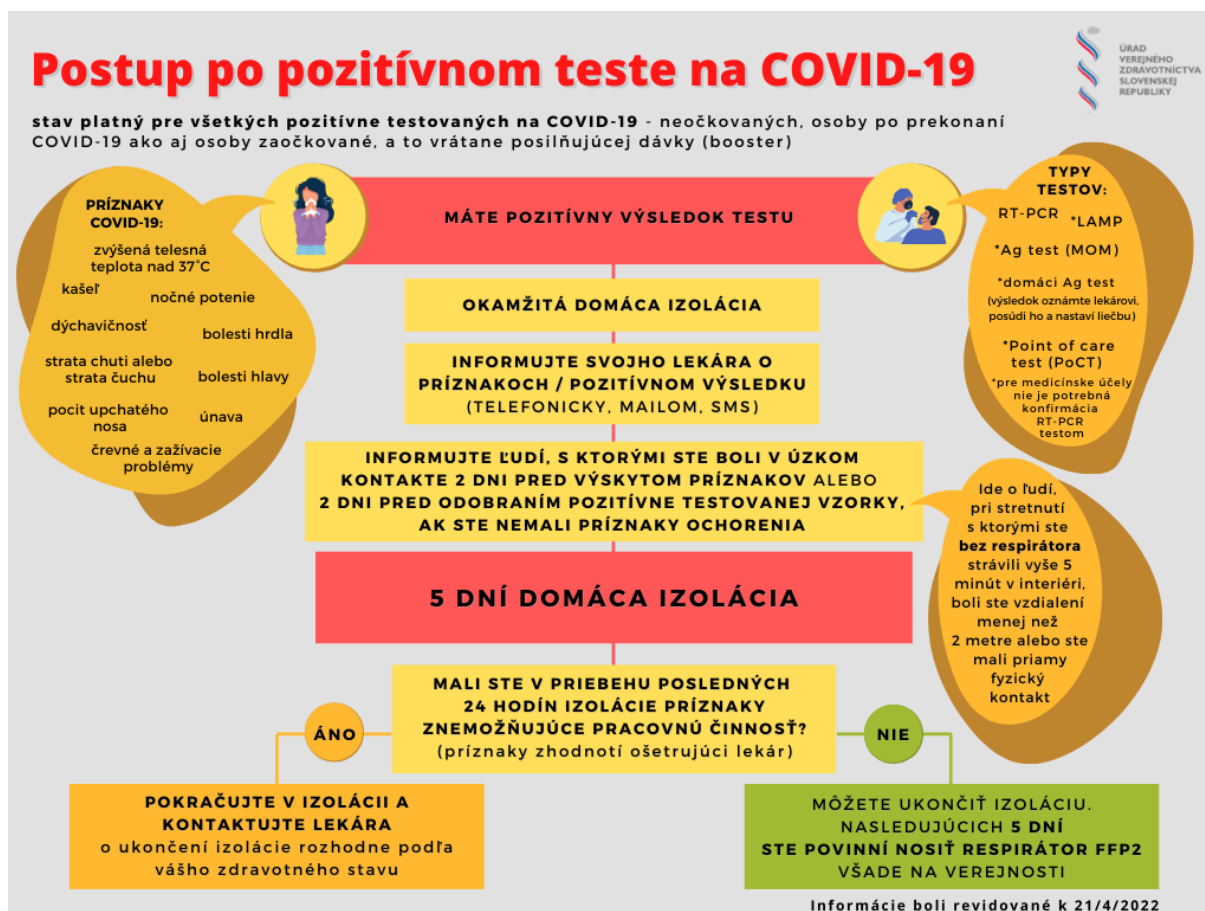 Postup po pozitívnom teste na COVID-19
ÚRAD
VEREJNÉHO
ZDRAVOTNÍCTVA
SLOVENSKEJ
REPUBLIKY
stav platný pre všetkých pozitívne testovaných na COVID-19 - neočkovaných, osoby po prekonaní
COVID-19 ako aj osoby zaočkované, a to vrátane posilňujúcej dávky (booster)
PRÍZNAKY
COVID-19:
zvýšená telesná
teplota nad 37°C
kašeľ
nočné potenie
dýchavičnosť
bolesti hrdla
strata chuti alebo
strata čuchu
bolesti hlavy
pocit upchatého
nosa
únava
črevné a zažívacie
problémy
MÁTE POZITÍVNY VÝSLEDOK TESTU
TYPY
TESTOV:
RT-PCR
*LAMP
*Ag test (MOM)
*domáci Ag test
(výsledok oznámte lekárovi,
posúdi ho a nastaví liečbu)
*Point of care
test (PoCT)
*pre medicínske účely
nie je potrebná
konfirmácia
RT-PCR
testom
OKAMŽITÁ DOMÁCA IZOLÁCIA
INFORMUJTE SVOJHO LEKÁRA O
PRÍZNAKOCH / POZITÍVNOM VÝSLEDKU
(TELEFONICKY, MAILOM, SMS)
INFORMUJTE ĽUDÍ, S KTORÝMI STE BOLI V ÚZKOM
KONTAKTE 2 DNI PRED VÝSKYTOM PRÍZNAKOV ALEBO
2 DNI PRED ODOBRANÍM POZITÍVNE TESTOVANEJ VZORKY,
AK STE NEMALI PRÍZNAKY OCHORENIA
Ide o ľudí,
pri stretnutí
s ktorými ste
bez respirátora
strávili vyše 5
minút v interiéri,
boli ste vzdialení
menej než
2 metre alebo ste
mali priamy
fyzický
kontakt
5 DNÍ DOMÁCA IZOLÁCIA
MALI STE V PRIEBEHU POSLEDNÝCH
24 HODÍN IZOLÁCIE PRÍZNAKY
ZNEMOŽŇUJÚCE PRACOVNÚ ČINNOSŤ?
(príznaky zhodnotí ošetrujúci lekár)
ÁNO
NIE
POKRAČUJTE V IZOLÁCII A
KONTAKTUJTE LEKÁRA
o ukončení izolácie rozhodne podľa
vášho zdravotného stavu
MÔŽETE UKONČIŤ IZOLÁCIU.
NASLEDUJÚCICH 5 DNÍ
STE POVINNÍ NOSIŤ RESPIRÁTOR FFP2
VŠADE NA VEREJNOSTI
Informácie boli revidované k 21/4/2022